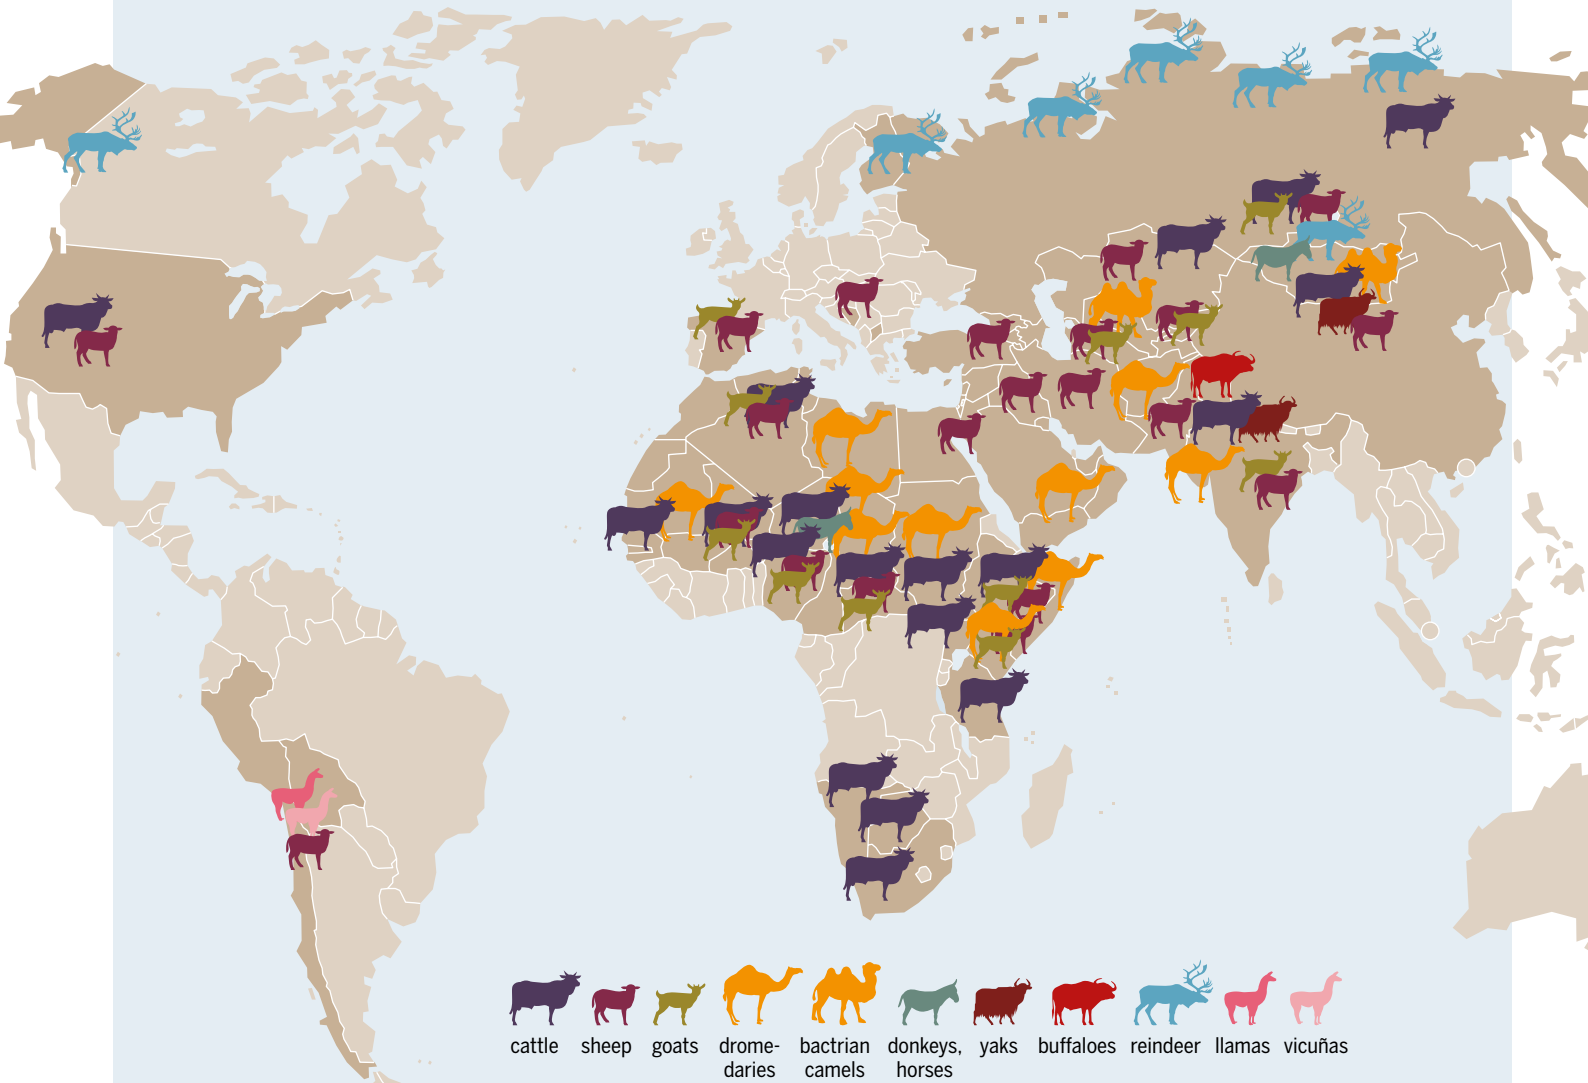 cattle sheep goats drome- bactrian donkeys, yaks buffaloes reindeer llamas vicuñas
daries camels horses